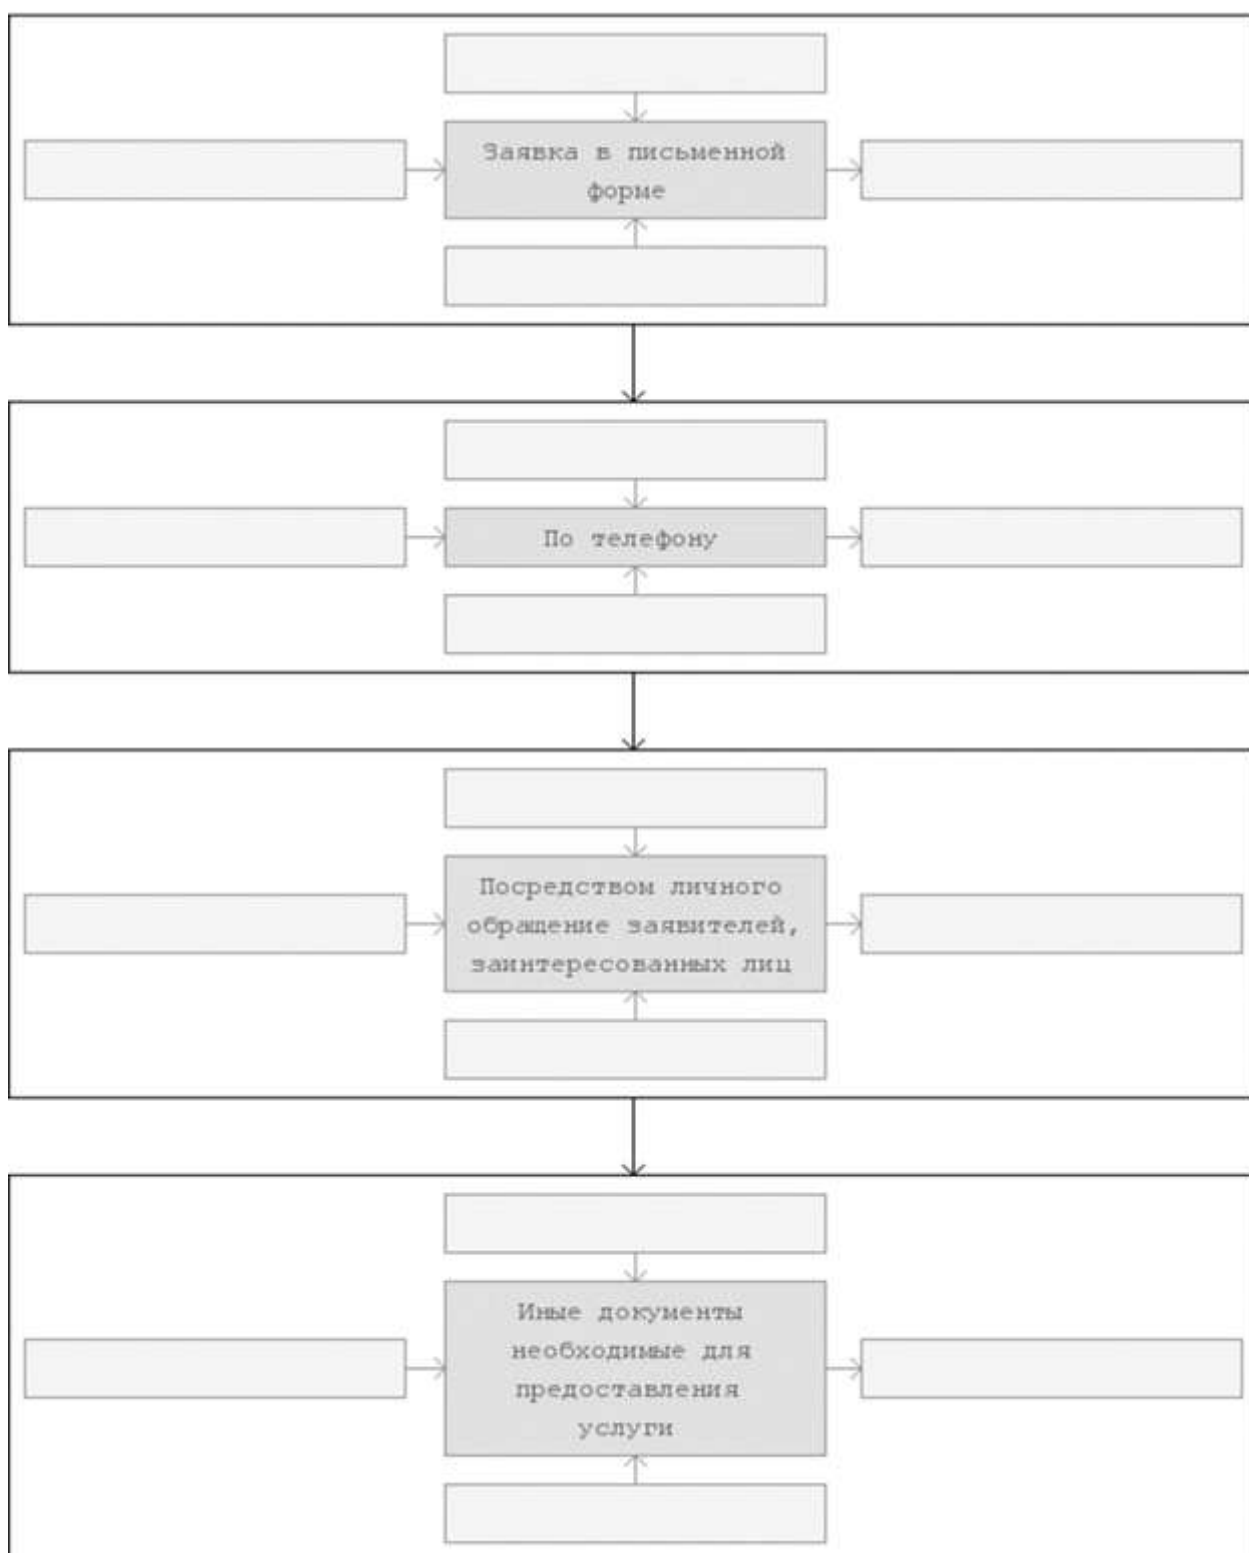 Заявка в письменной
форме
По телефону
Посредством личного
обращение заявителей,
заинтересованных лиц
Иные документы
необходимые для
предоставления
услуги